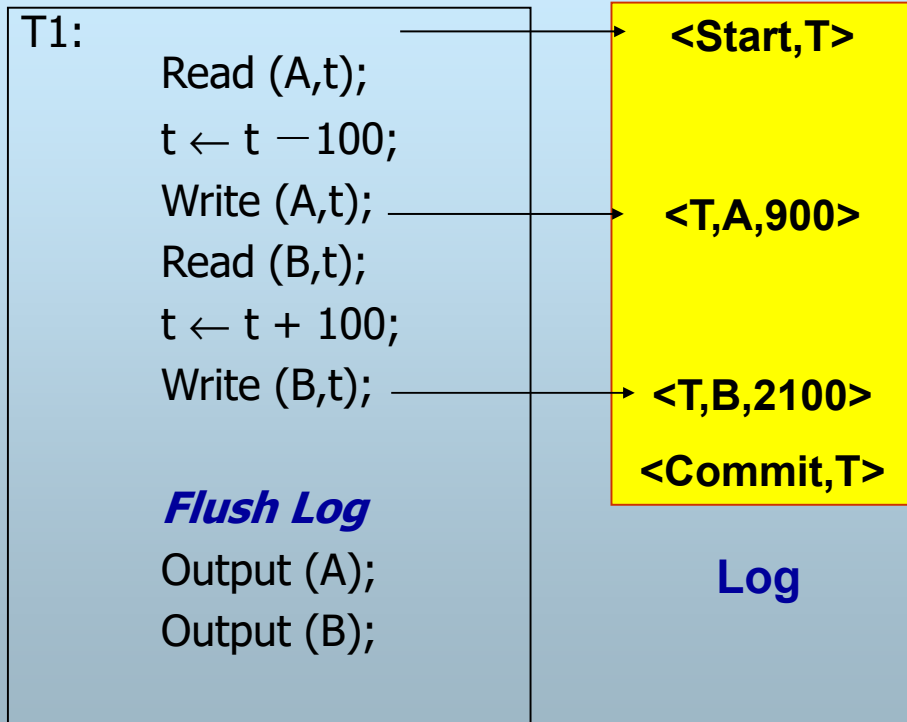 T1:
<Start,T>
Read (A,t);
t ← t －100;
Write (A,t);
<T,A,900>
Read (B,t);
t ← t + 100;
Write (B,t);
<T,B,2100>
<Commit,T>
Flush Log
Output (A);
Log
Output (B);